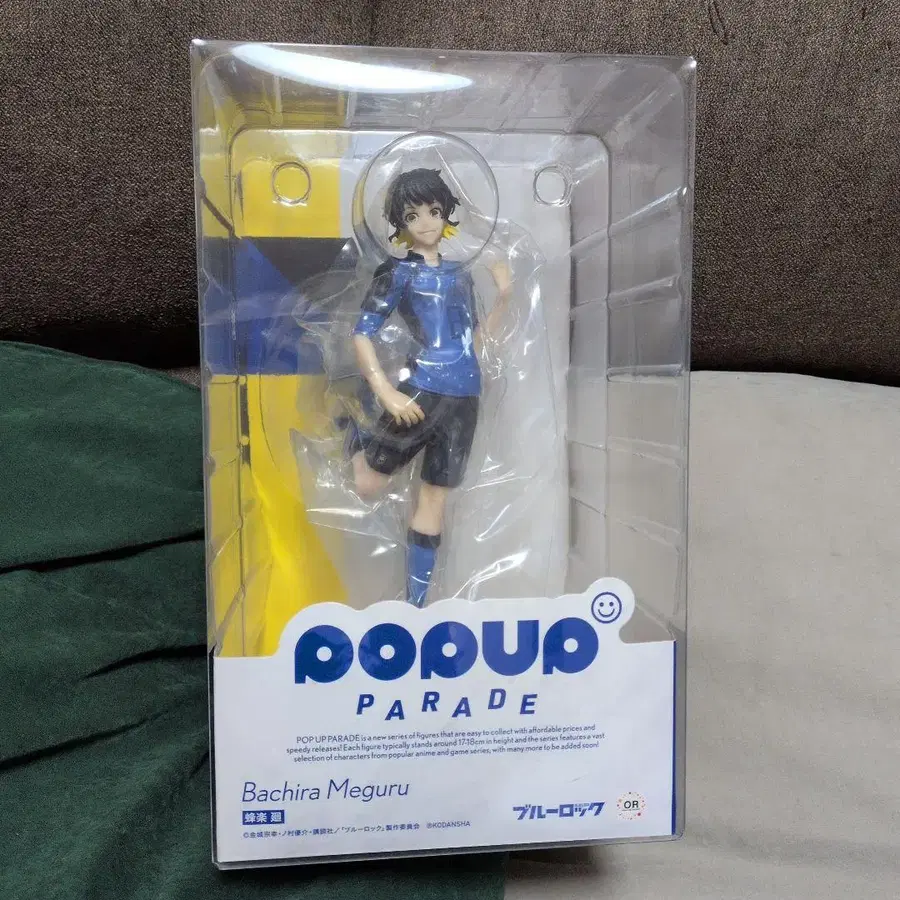 POPUP
PARADE
POP UP PARADE is a new series of figures that are easy to collect with affordable prices and
speedy releases! Each figure typically stands around 17-18cm in height and the series features a vast
selection of characters from popular anime and game series, with many more to be added soon!
Bachira Meguru
蜂楽 廻
ブルーロック
OR
©金城宗幸・ノ村優介・講談社/「ブルーロック」製作委員会 ©KODANSHA